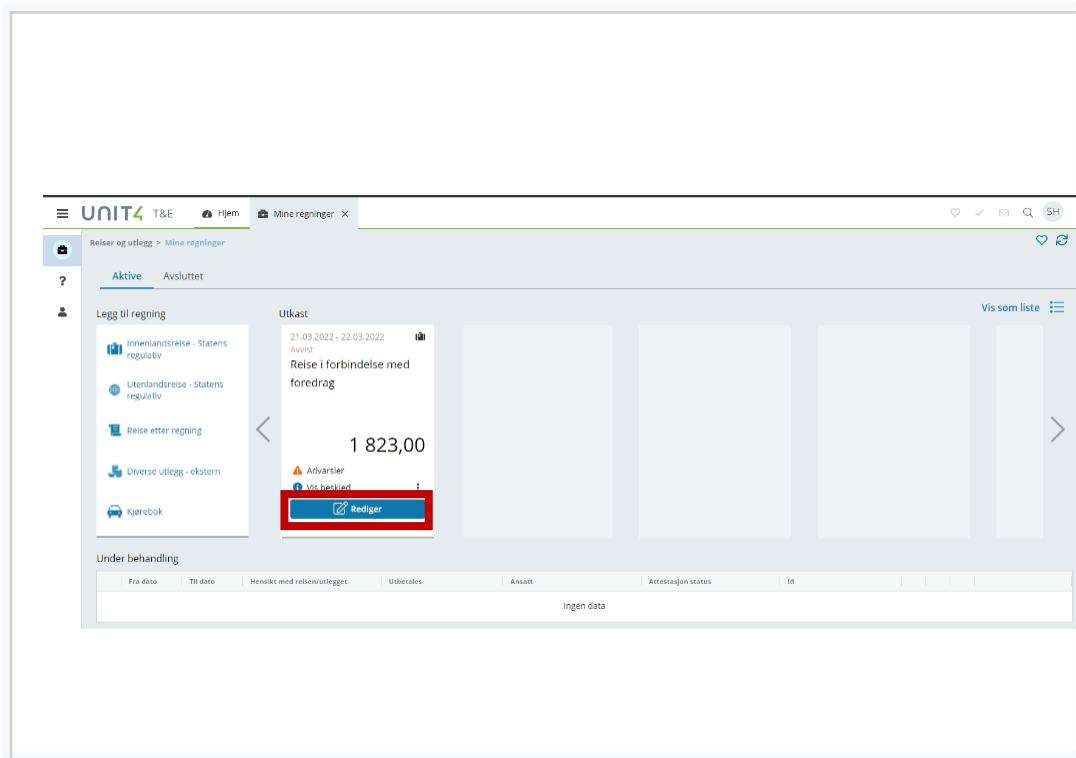 UNIT4 T&E
Hjem
Mine regninger
SH
Reiser og utlegg > Mine regninger
?
Aktive
Avsluttet
Vis som liste
Legg til regning
Innenlandsreise - Statens
regulativ
Utenlandsreise - Statens
regulativ
Reise etter regning
Diverse utlegg - ekstern
Kjørebok
Utkast
21.03.2022 - 22.03.2022
Avvist
Reise i forbindelse med
foredrag
1 823,00
Advarsler
Vis beskjed
Rediger
Under behandling
Fra dato Til dato Hensikt med reisen/utlegget Utbetales Ansatt Attestasjon status Id
Ingen data